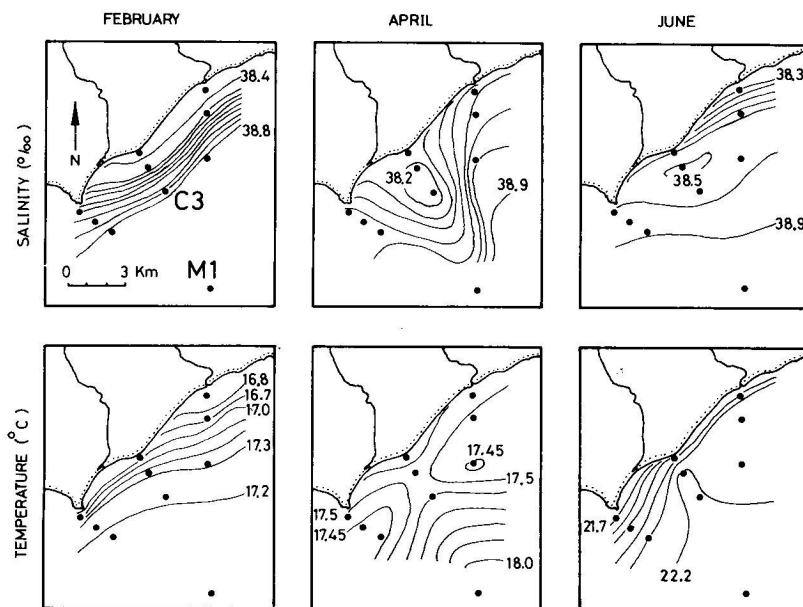 FEBRUARY
APRIL
JUNE
SALINITY (°/oo)
38.4
38.8
N
C3
0 3 Km
M1
38.2
38.9
38.3
38.5
38.9
TEMPERATURE (°C)
16.8
16.7
17.0
17.3
17.2
17.45
17.5
17.5
17.45
18.0
21.7
22.2